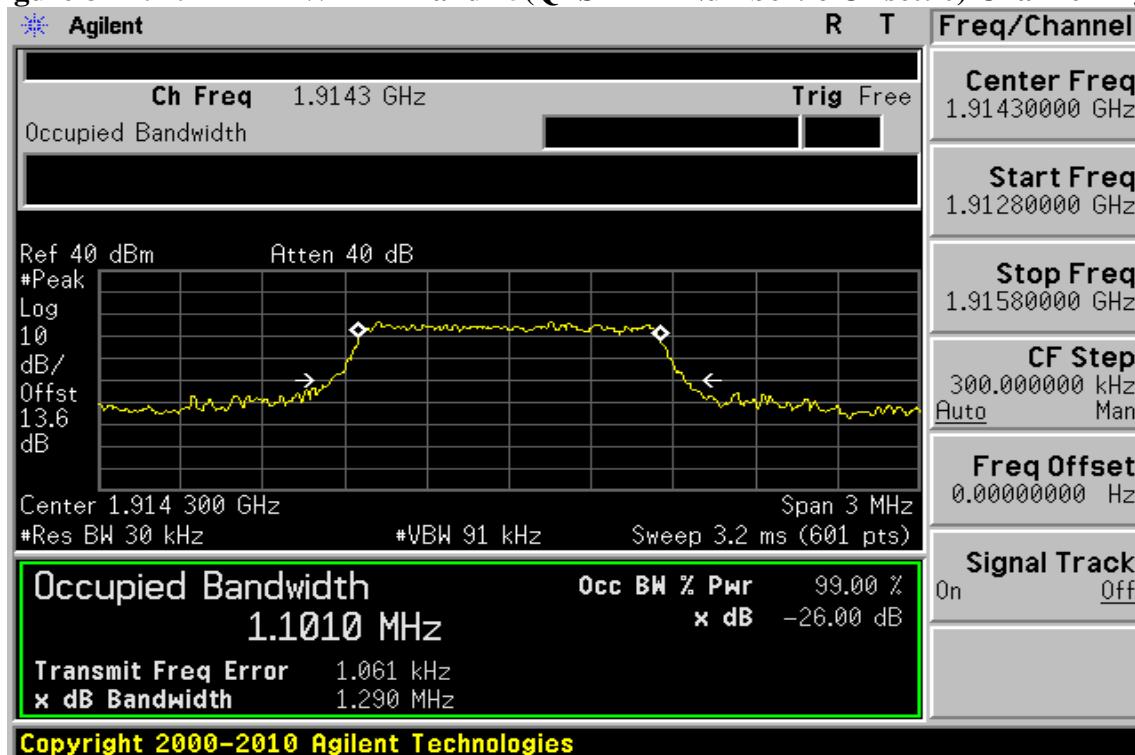 Agilent R T
Freq/Channel
Ch Freq 1.9143 GHz Trig Free
Occupied Bandwidth
Center Freq
1.91430000 GHz
Start Freq
1.91280000 GHz
Stop Freq
1.91580000 GHz
CF Step
300.000000 kHz
Auto Man
Freq Offset
0.00000000 Hz
Signal Track
On Off
Ref 40 dBm Atten 40 dB
#Peak
Log
10
dB/
Offst
13.6
dB
Center 1.914 300 GHz Span 3 MHz
#Res BW 30 kHz #VBW 91 kHz Sweep 3.2 ms (601 pts)
Occupied Bandwidth
1.1010 MHz
Occ BW % Pwr 99.00 %
x dB -26.00 dB
Transmit Freq Error 1.061 kHz
x dB Bandwidth 1.290 MHz
Copyright 2000-2010 Agilent Technologies